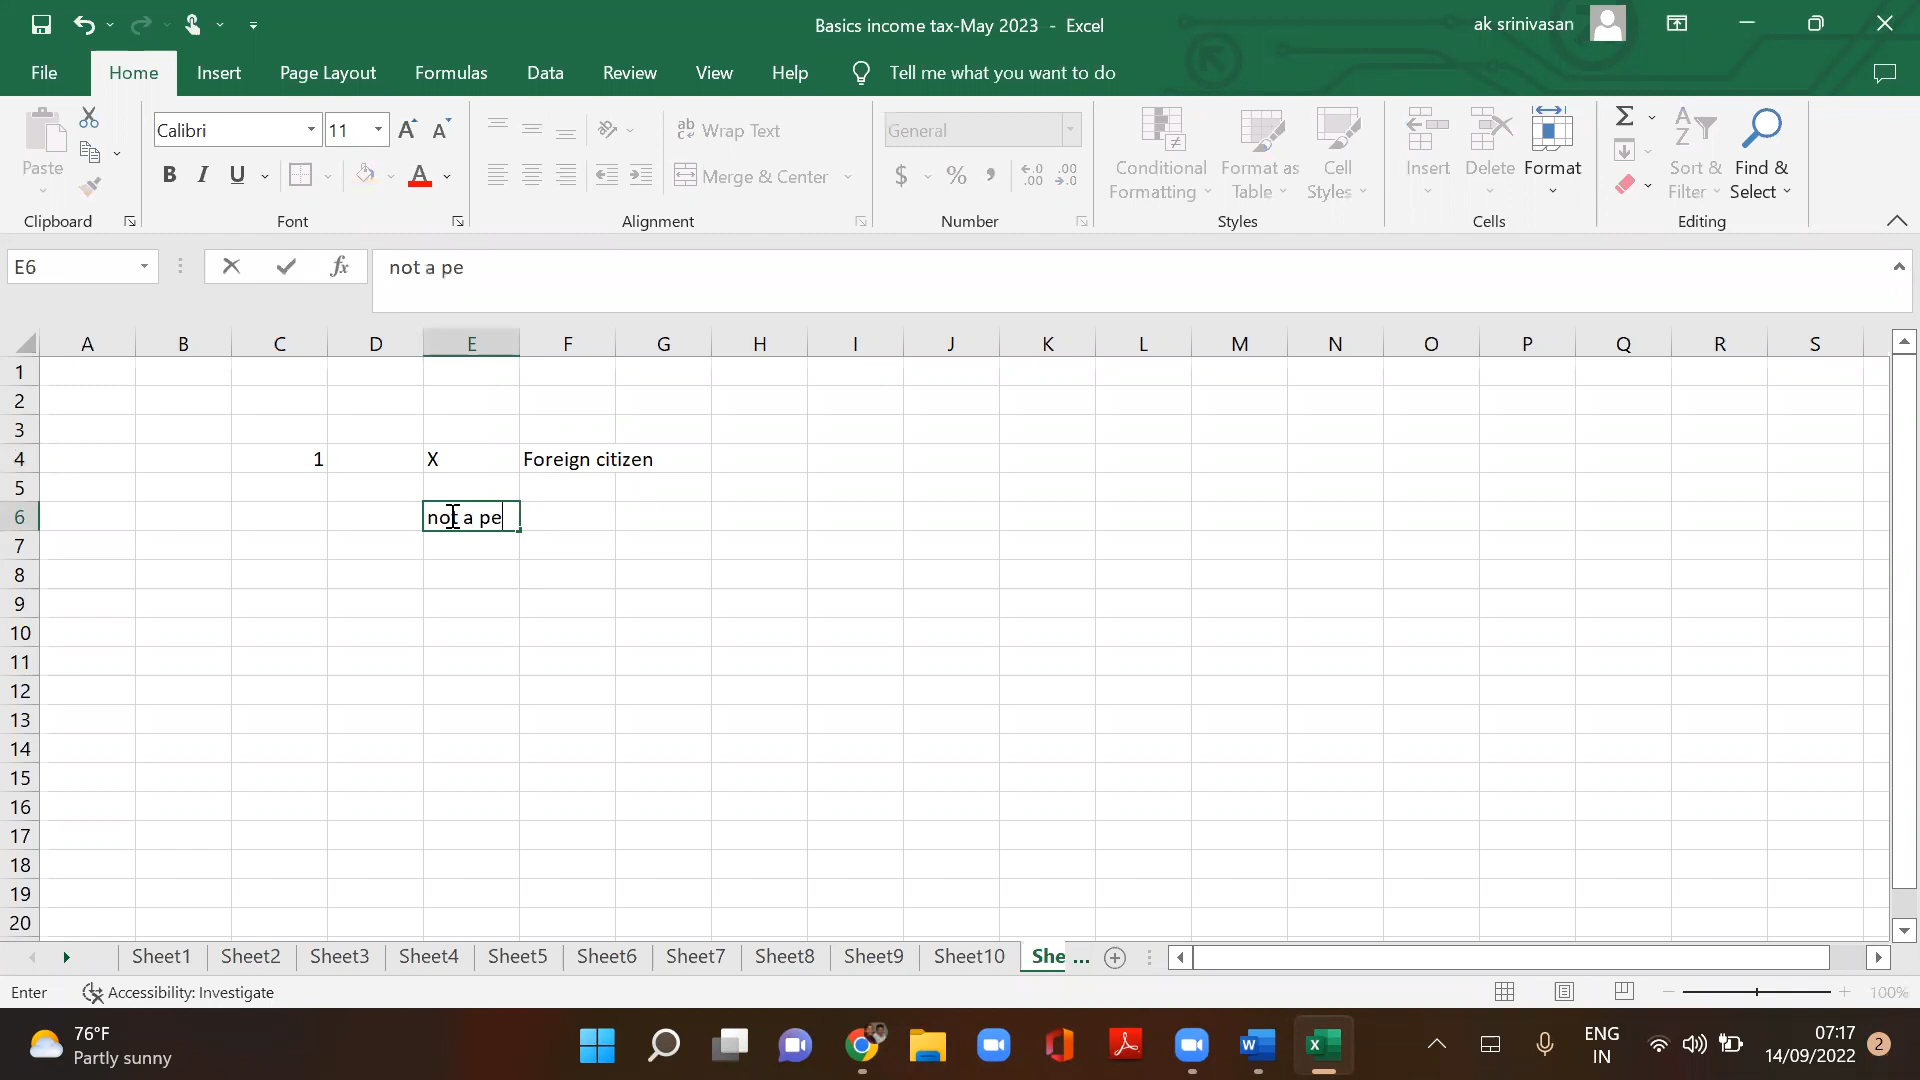 Basics income tax-May 2023 - Excel
ak srinivasan
File Home Insert Page Layout Formulas Data Review View Help Tell me what you want to do
Paste
Clipboard
Calibri 11
B I U A
Font
Wrap Text
Merge & Center
Alignment
General
$ % ,
Number
Conditional Formatting
Format as Table
Cell Styles
Styles
Insert Delete Format
Cells
Sort & Filter
Find & Select
Editing
E6 fx not a pe
A B C D E F G H I J K L M N O P Q R S
1
2
3
4 1 X Foreign citizen
5
6 not a pe
7
8
9
10
11
12
13
14
15
16
17
18
19
20
Sheet1 Sheet2 Sheet3 Sheet4 Sheet5 Sheet6 Sheet7 Sheet8 Sheet9 Sheet10 She ...
Enter Accessibility: Investigate 100%
76°F
Partly sunny
ENG
IN
07:17
14/09/2022
2